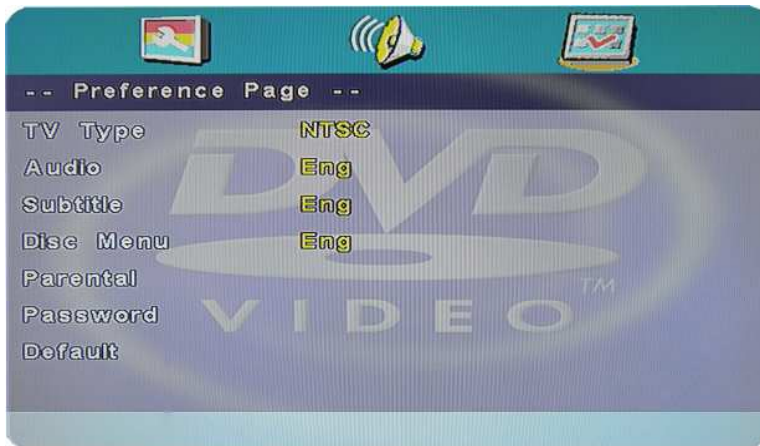 -- Preference Page --
TV Type NTSC
Audio Eng
Subtitle Eng
Disc Menu Eng
Parental
Password
Default
DVD
TM
VIDEO